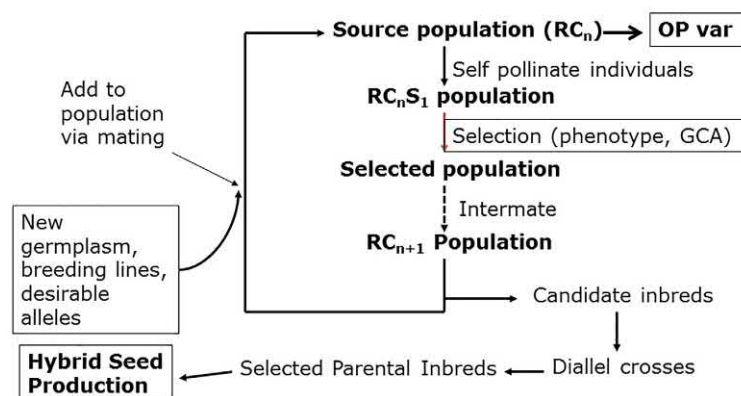 Source population (RCₙ)
OP var
Self pollinate individuals
Add to
population
via mating
RCₙS₁ population
Selection (phenotype, GCA)
Selected population
Intermate
New
germplasm,
breeding lines,
desirable
alleles
RCₙ₊₁ Population
Candidate inbreds
Hybrid Seed
Production
Selected Parental Inbreds
Diallel crosses